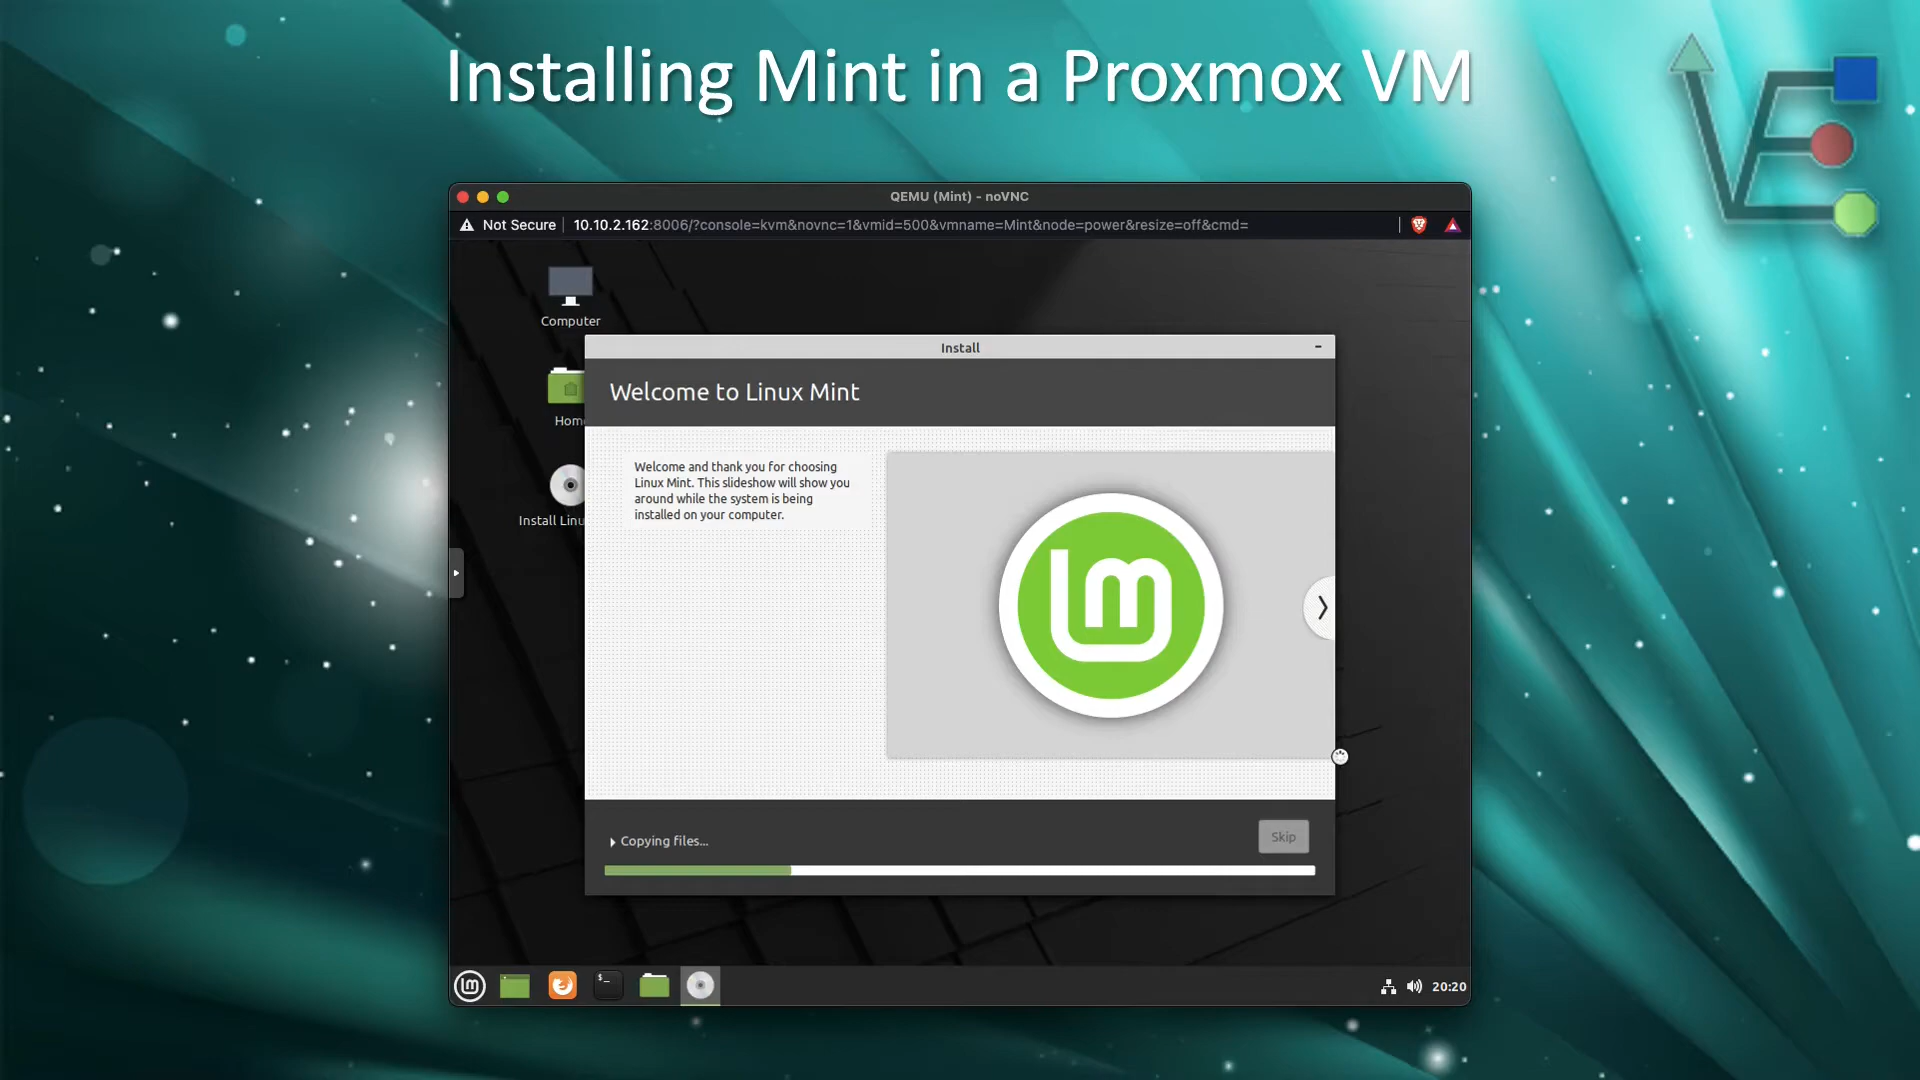 Installing Mint in a Proxmox VM
QEMU (Mint) - noVNC
Not Secure | 10.10.2.162:8006/?console=kvm&novnc=1&vmid=500&vmname=Mint&node=power&resize=off&cmd=
Computer
Install
Welcome to Linux Mint
Hom
Welcome and thank you for choosing
Linux Mint. This slideshow will show you
around while the system is being
installed on your computer.
Install Linu
Copying files...
Skip
20:20